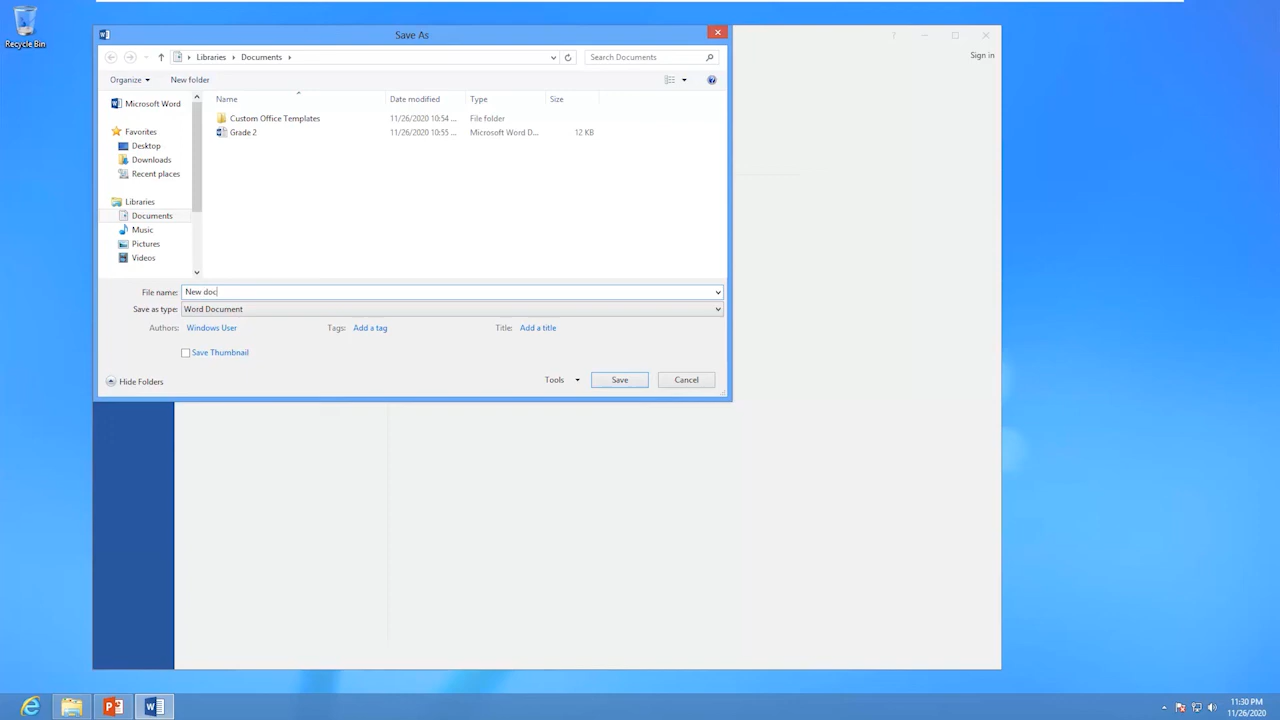 Recycle Bin
Save As
Libraries Documents
Search Documents
Organize New folder
Name Date modified Type Size
Microsoft Word
Favorites
Desktop
Downloads
Recent places
Libraries
Documents
Music
Pictures
Videos
Custom Office Templates 11/26/2020 10:54 ... File folder
Grade 2 11/26/2020 10:55 ... Microsoft Word D... 12 KB
File name: New doc
Save as type: Word Document
Authors: Windows User Tags: Add a tag Title: Add a title
Save Thumbnail
Hide Folders
Tools Save Cancel
Sign in
11:30 PM
11/26/2020